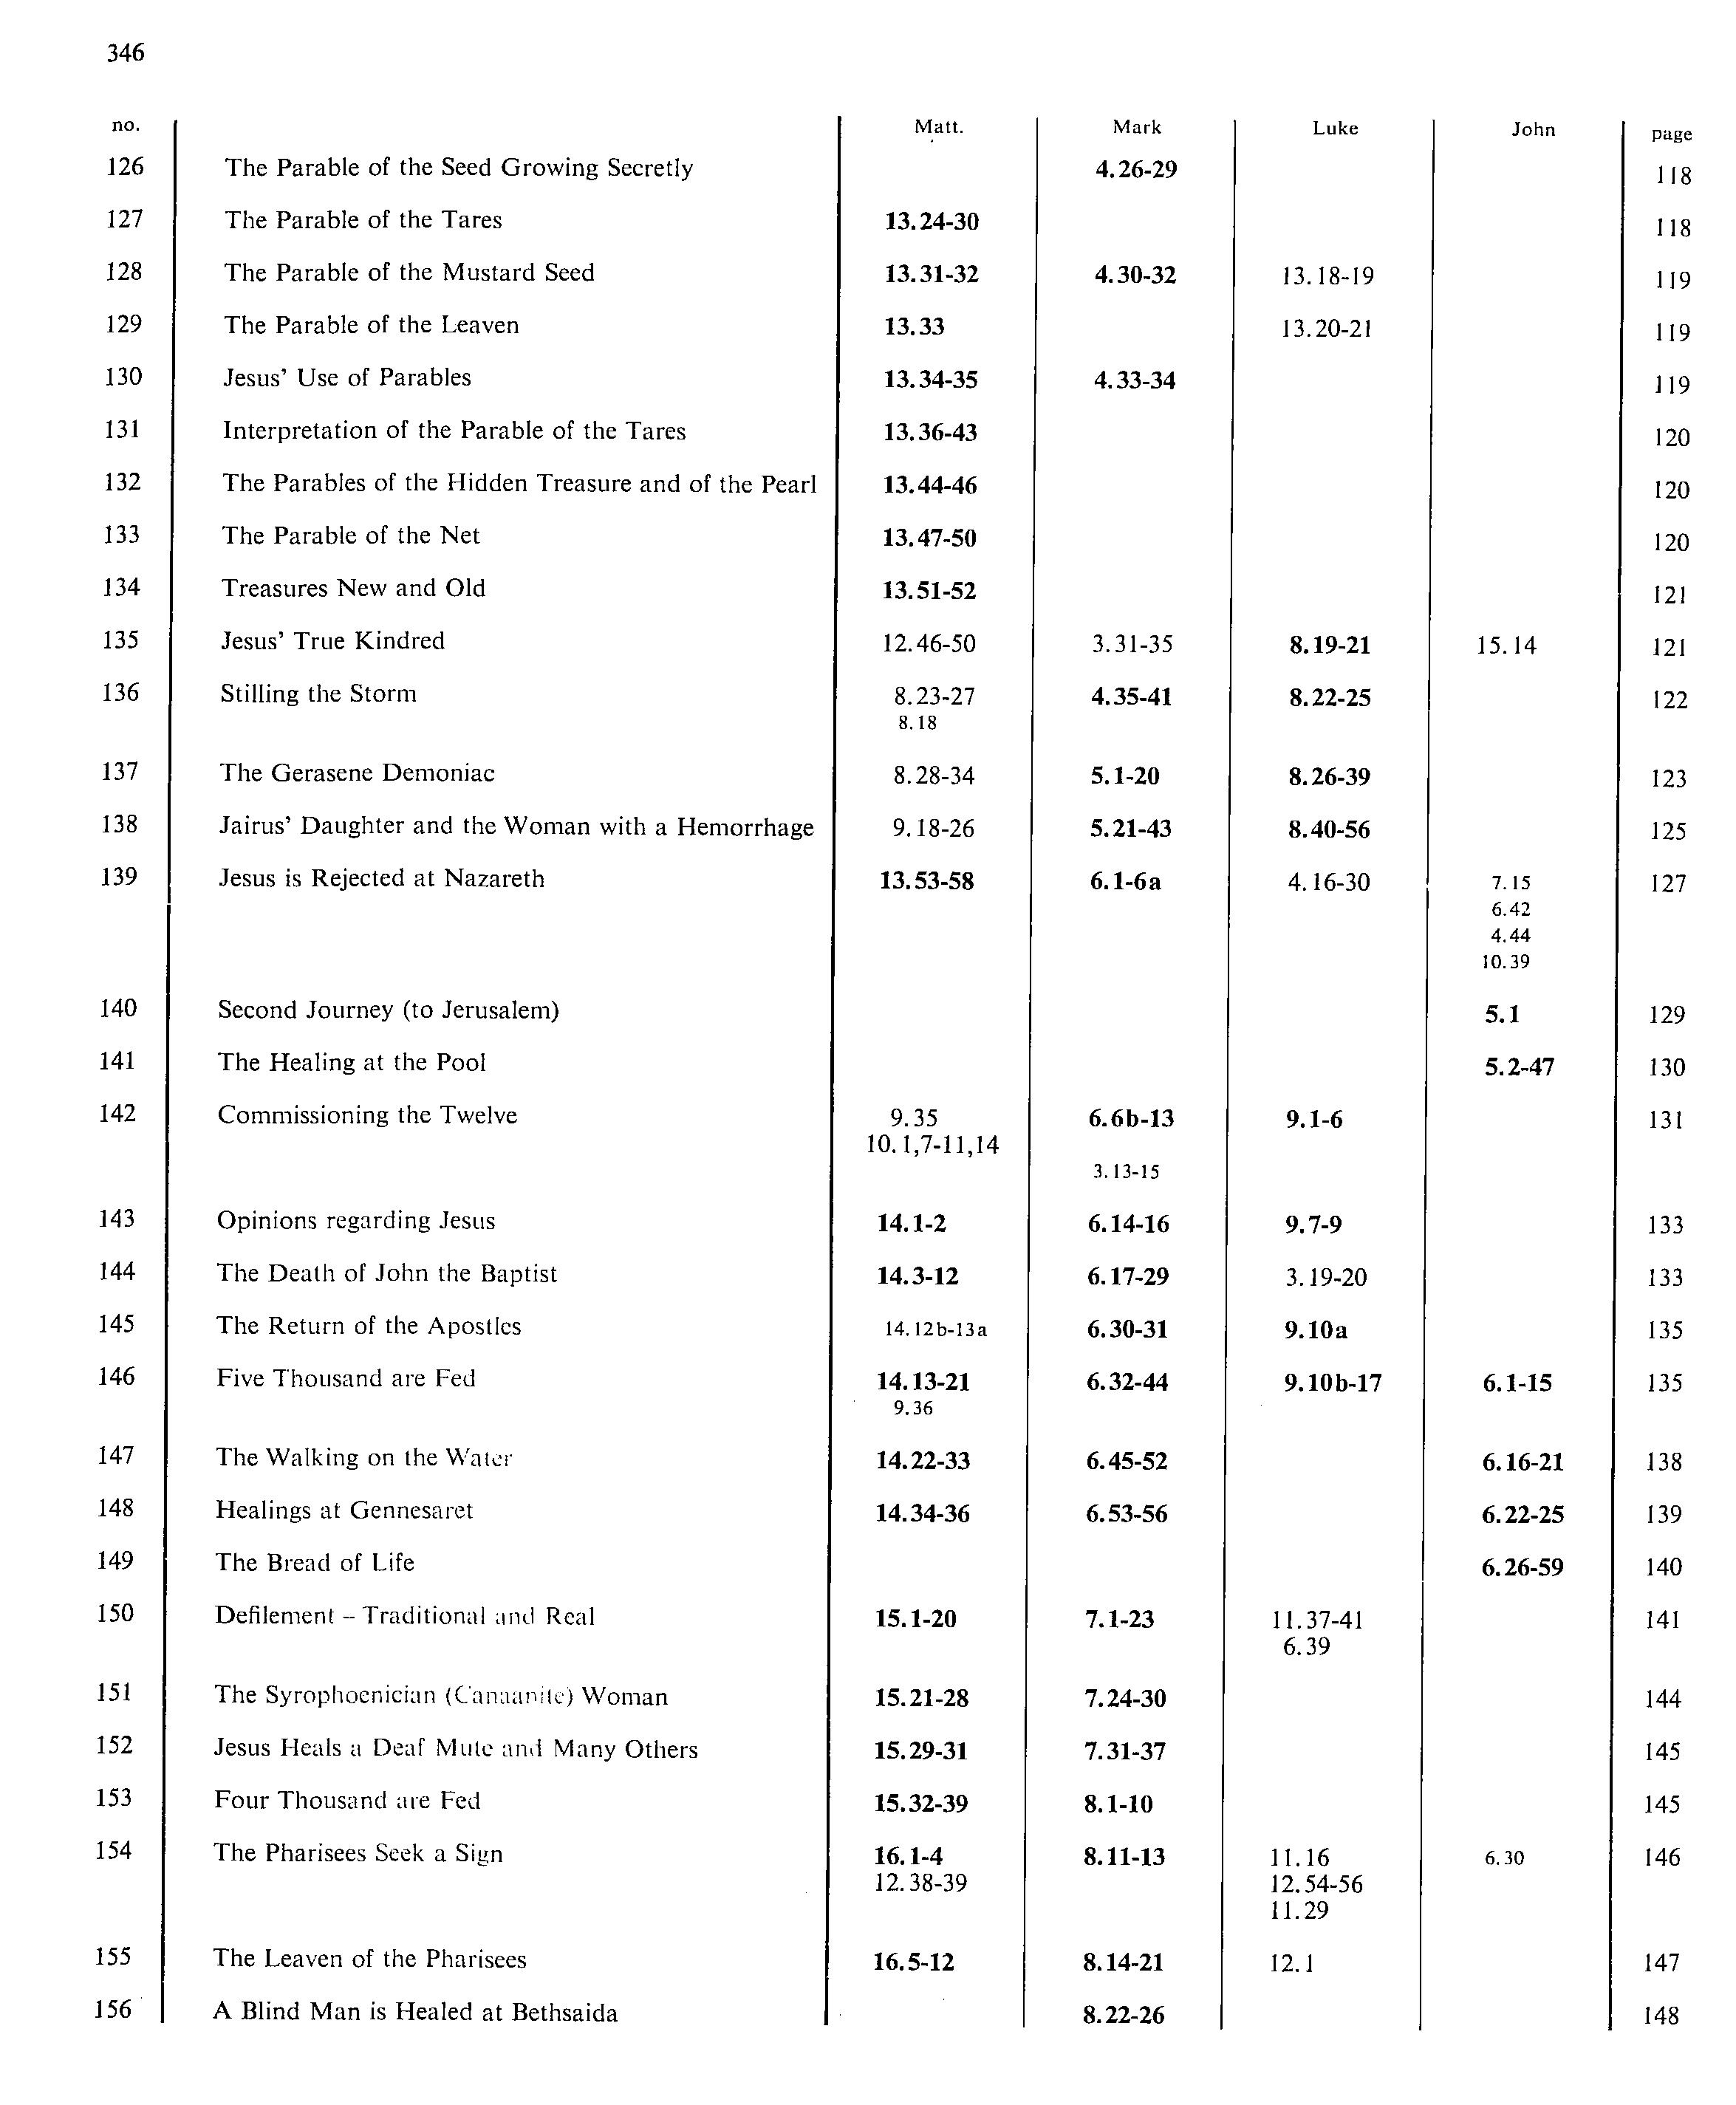 346
no. Matt. Mark Luke John page
126 The Parable of the Seed Growing Secretly 4.26-29 118
127 The Parable of the Tares 13.24-30 118
128 The Parable of the Mustard Seed 13.31-32 4.30-32 13.18-19 119
129 The Parable of the Leaven 13.33 13.20-21 119
130 Jesus’ Use of Parables 13.34-35 4.33-34 119
131 Interpretation of the Parable of the Tares 13.36-43 120
132 The Parables of the Hidden Treasure and of the Pearl 13.44-46 120
133 The Parable of the Net 13.47-50 120
134 Treasures New and Old 13.51-52 121
135 Jesus’ True Kindred 12.46-50 3.31-35 8.19-21 15.14 121
136 Stilling the Storm 8.23-27 4.35-41 8.22-25 122
8.18
137 The Gerasene Demoniac 8.28-34 5.1-20 8.26-39 123
138 Jairus’ Daughter and the Woman with a Hemorrhage 9.18-26 5.21-43 8.40-56 125
139 Jesus is Rejected at Nazareth 13.53-58 6.1-6a 4.16-30 7.15 127
6.42
4.44
10.39
140 Second Journey (to Jerusalem) 5.1 129
141 The Healing at the Pool 5.2-47 130
142 Commissioning the Twelve 9.35 6.6b-13 9.1-6 131
10.1,7-11,14
3.13-15
143 Opinions regarding Jesus 14.1-2 6.14-16 9.7-9 133
144 The Death of John the Baptist 14.3-12 6.17-29 3.19-20 133
145 The Return of the Apostles 14.12b-13a 6.30-31 9.10a 135
146 Five Thousand are Fed 14.13-21 6.32-44 9.10b-17 6.1-15 135
9.36
147 The Walking on the Water 14.22-33 6.45-52 6.16-21 138
148 Healings at Gennesaret 14.34-36 6.53-56 6.22-25 139
149 The Bread of Life 6.26-59 140
150 Defilement – Traditional and Real 15.1-20 7.1-23 11.37-41 141
6.39
151 The Syrophoenician (Canaanite) Woman 15.21-28 7.24-30 144
152 Jesus Heals a Deaf Mute and Many Others 15.29-31 7.31-37 145
153 Four Thousand are Fed 15.32-39 8.1-10 145
154 The Pharisees Seek a Sign 16.1-4 8.11-13 11.16 6.30 146
12.38-39 12.54-56
11.29
155 The Leaven of the Pharisees 16.5-12 8.14-21 12.1 147
156 A Blind Man is Healed at Bethsaida 8.22-26 148